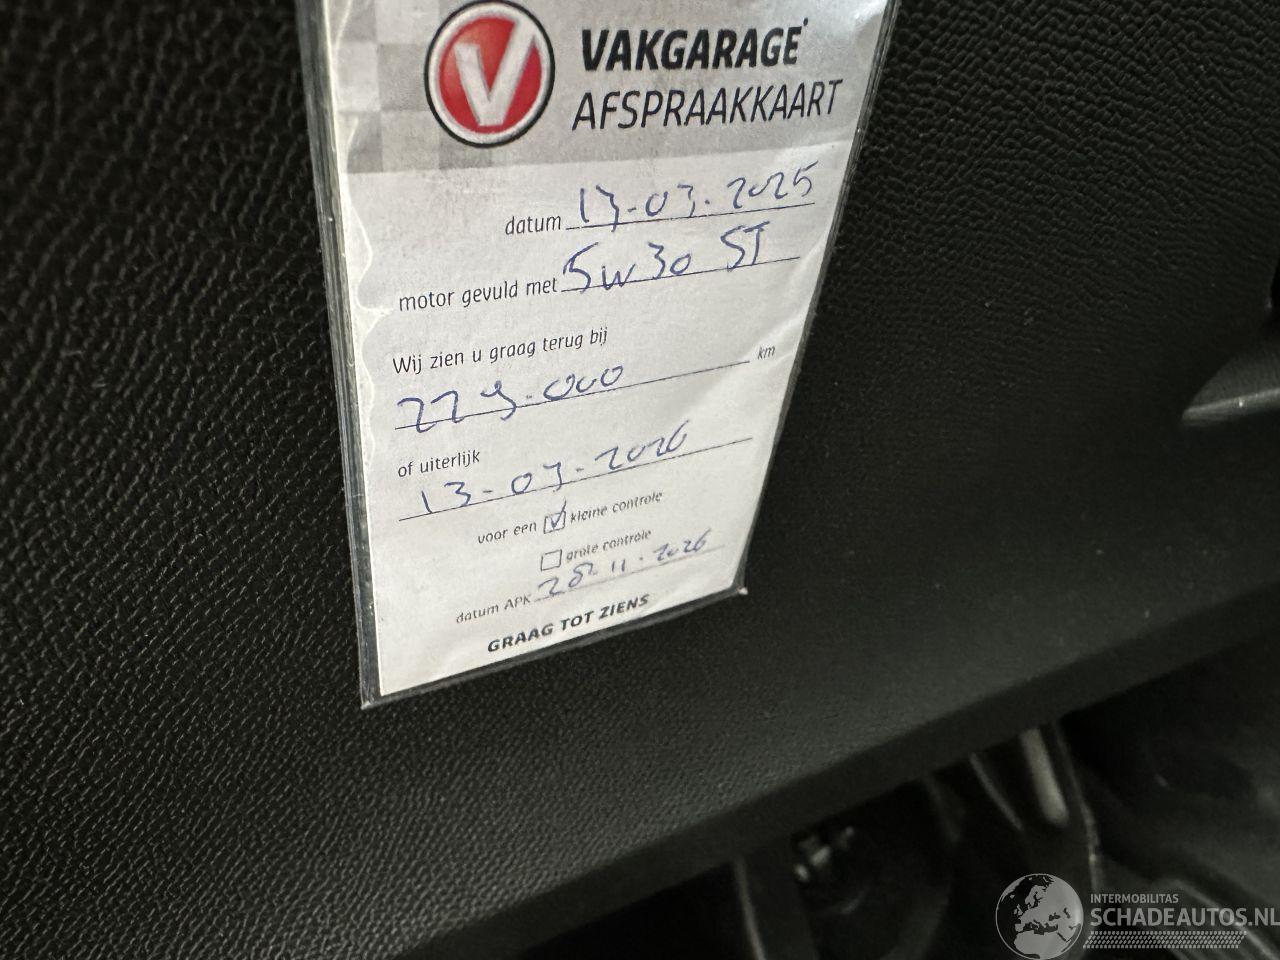 V VAKGARAGE
AFSPRAAKKAART
datum 13-03-2025
motor gevuld met 5W30 ST
Wij zien u graag terug bij
229.000 km
of uiterlijk
13-03-2026
voor een ☑ kleine controle
☐ grote controle
datum APK 28-11-2026
GRAAG TOT ZIENS
INTERMOBILITAS
SCHADEAUTOS.NL